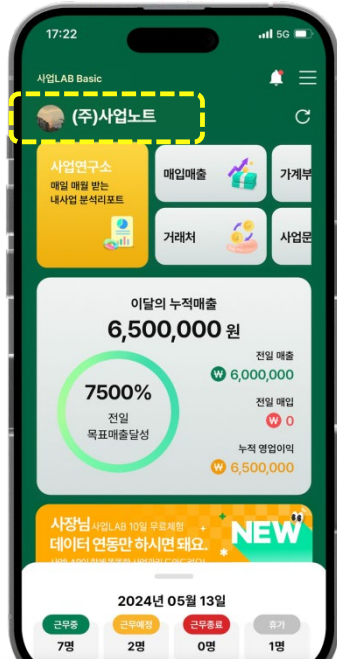 17:22
5G
사업LAB Basic
(주)사업노트
사업연구소
매일 매월 받는
내사업 분석리포트
매입매출
가계부
거래처
사업문
이달의 누적매출
6,500,000 원
7500%
전일
목표매출달성
전일 매출
₩ 6,000,000
전일 매입
₩ 0
누적 영업이익
₩ 6,500,000
사장님 사업LAB 10일 무료체험
데이터 연동만 하시면 돼요.
NEW
2024년 05월 13일
근무중
근무예정
근무종료
휴가
7명
2명
0명
1명